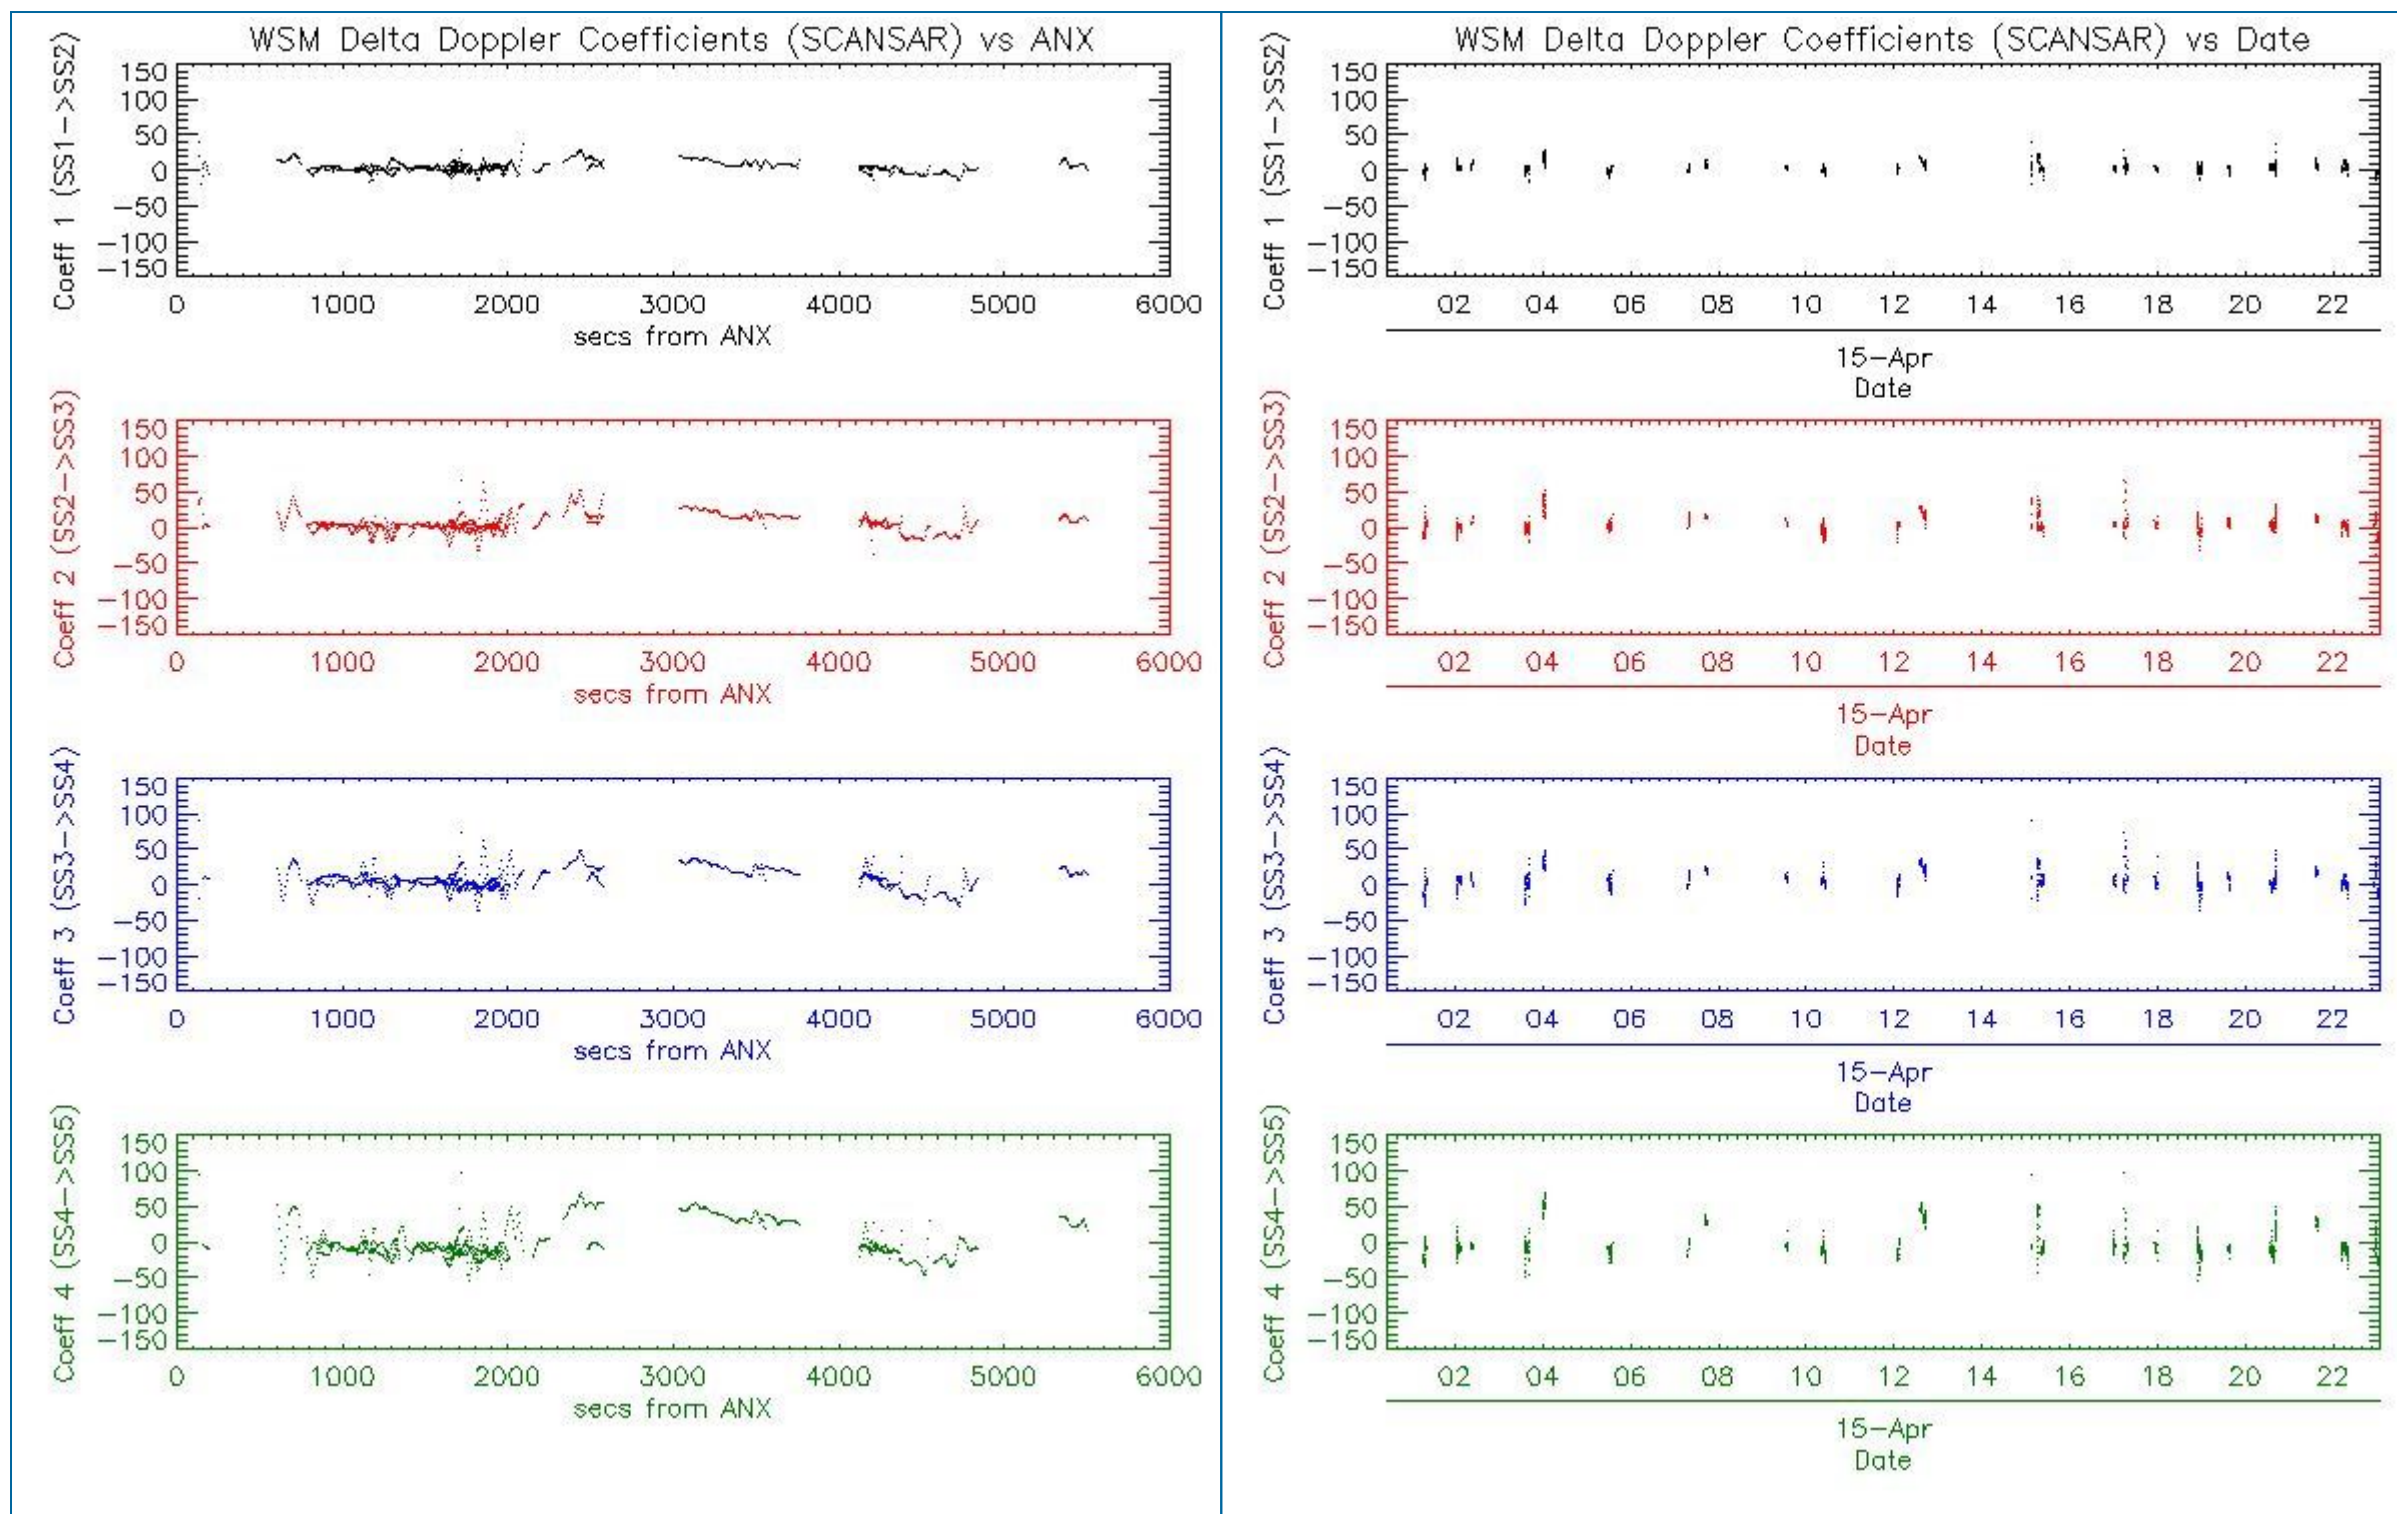 WSM Delta Doppler Coefficients (SCANSAR) vs ANX
Coeff 1 (SS1->SS2)
150
100
50
0
-50
-100
-150
0 1000 2000 3000 4000 5000 6000
secs from ANX
Coeff 2 (SS2->SS3)
150
100
50
0
-50
-100
-150
0 1000 2000 3000 4000 5000 6000
secs from ANX
Coeff 3 (SS3->SS4)
150
100
50
0
-50
-100
-150
0 1000 2000 3000 4000 5000 6000
secs from ANX
Coeff 4 (SS4->SS5)
150
100
50
0
-50
-100
-150
0 1000 2000 3000 4000 5000 6000
secs from ANX
WSM Delta Doppler Coefficients (SCANSAR) vs Date
Coeff 1 (SS1->SS2)
150
100
50
0
-50
-100
-150
02 04 06 08 10 12 14 16 18 20 22
15-Apr
Date
Coeff 2 (SS2->SS3)
150
100
50
0
-50
-100
-150
02 04 06 08 10 12 14 16 18 20 22
15-Apr
Date
Coeff 3 (SS3->SS4)
150
100
50
0
-50
-100
-150
02 04 06 08 10 12 14 16 18 20 22
15-Apr
Date
Coeff 4 (SS4->SS5)
150
100
50
0
-50
-100
-150
02 04 06 08 10 12 14 16 18 20 22
15-Apr
Date